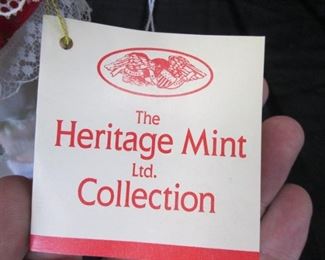 The
Heritage Mint
Ltd.
Collection